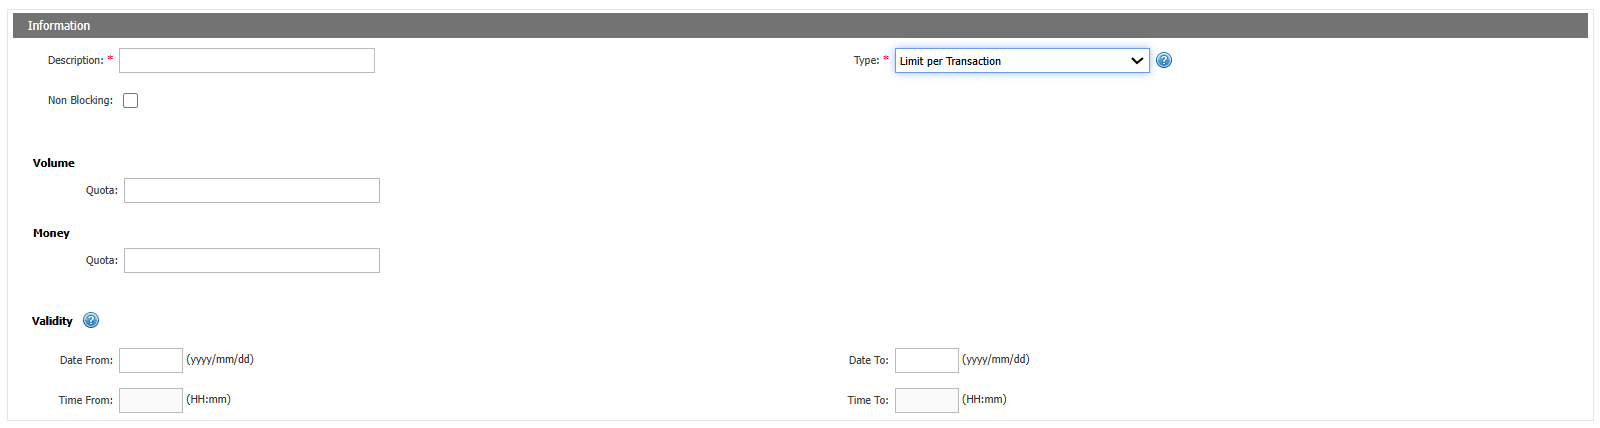 Information
Description: * Type: * Limit per Transaction ?
Non Blocking:
Volume
Quota:
Money
Quota:
Validity ?
Date From: (yyyy/mm/dd) Date To: (yyyy/mm/dd)
Time From: (HH:mm) Time To: (HH:mm)